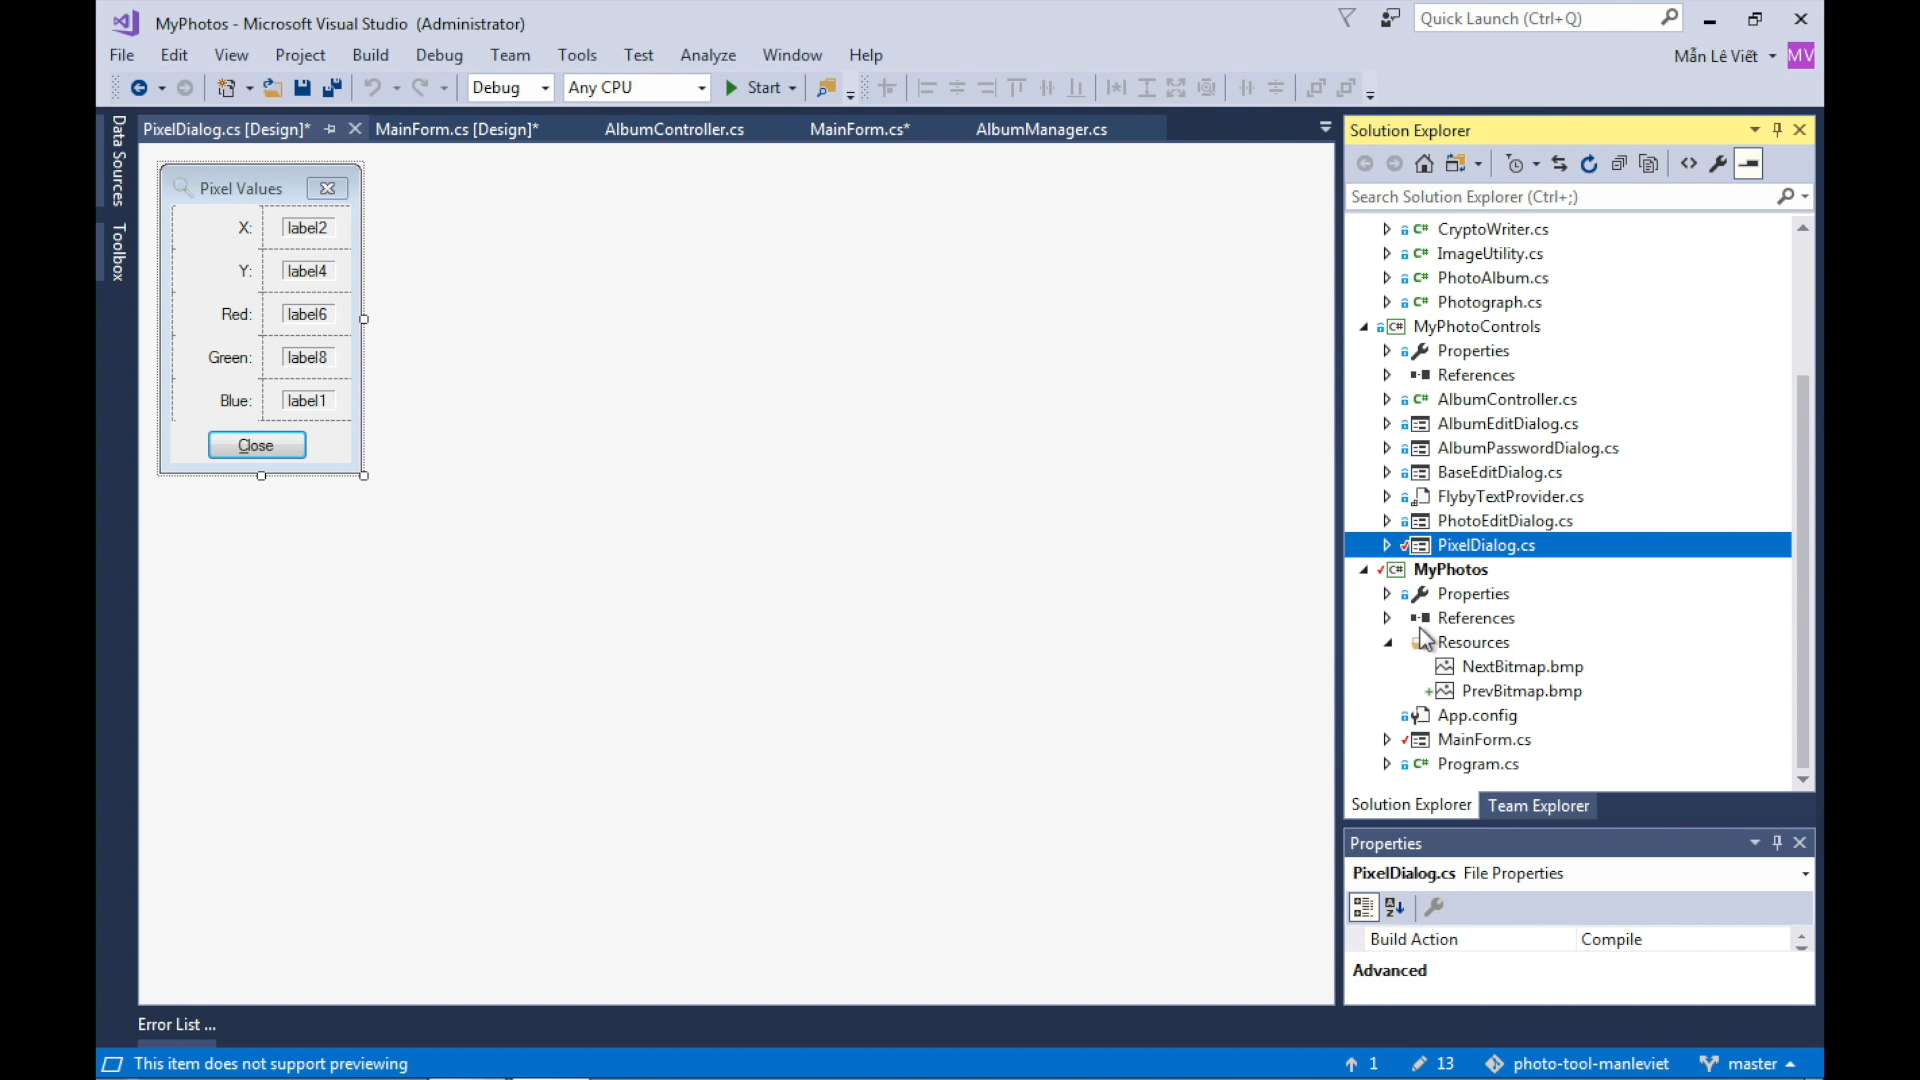 MyPhotos - Microsoft Visual Studio (Administrator)
Quick Launch (Ctrl+Q)
File Edit View Project Build Debug Team Tools Test Analyze Window Help
Mẫn Lê Viết MV
Debug Any CPU Start
Data Sources
Toolbox
PixelDialog.cs [Design]* MainForm.cs [Design]* AlbumController.cs MainForm.cs* AlbumManager.cs
Pixel Values
X: label2
Y: label4
Red: label6
Green: label8
Blue: label1
Close
Solution Explorer
Search Solution Explorer (Ctrl+;)
CryptoWriter.cs
ImageUtility.cs
PhotoAlbum.cs
Photograph.cs
MyPhotoControls
Properties
References
AlbumController.cs
AlbumEditDialog.cs
AlbumPasswordDialog.cs
BaseEditDialog.cs
FlybyTextProvider.cs
PhotoEditDialog.cs
PixelDialog.cs
MyPhotos
Properties
References
Resources
NextBitmap.bmp
PrevBitmap.bmp
App.config
MainForm.cs
Program.cs
Solution Explorer Team Explorer
Properties
PixelDialog.cs File Properties
Build Action Compile
Advanced
Error List ...
This item does not support previewing
1 13 photo-tool-manleviet master